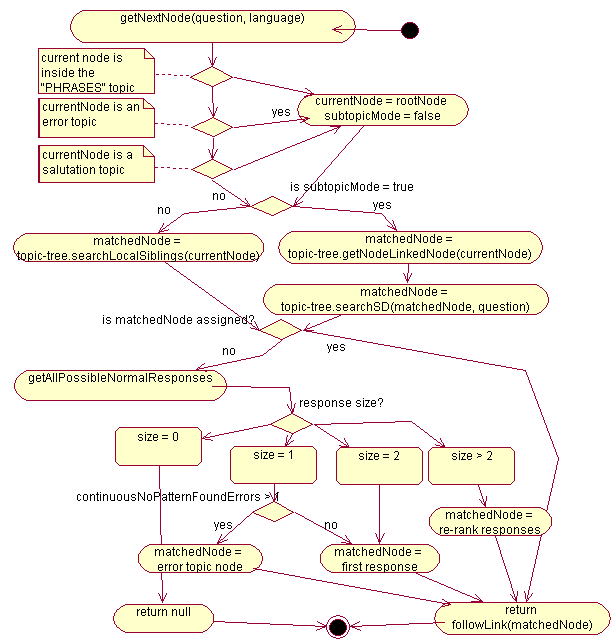 getNextNode(question, language)
current node is
inside the
"PHRASES" topic
currentNode is an
error topic
yes
currentNode = rootNode
subtopicMode = false
currentNode is a
salutation topic
no
is subtopicMode = true
no
yes
matchedNode =
topic-tree.searchLocalSiblings(currentNode)
matchedNode =
topic-tree.getNodeLinkedNode(currentNode)
matchedNode =
topic-tree.searchSD(matchedNode, question)
is matchedNode assigned?
no
yes
getAllPossibleNormalResponses
response size?
size = 0
size = 1
size = 2
size > 2
continuousNoPatternFoundErrors > 1
yes
no
matchedNode =
re-rank responses
matchedNode =
error topic node
matchedNode =
first response
return null
return
followLink(matchedNode)